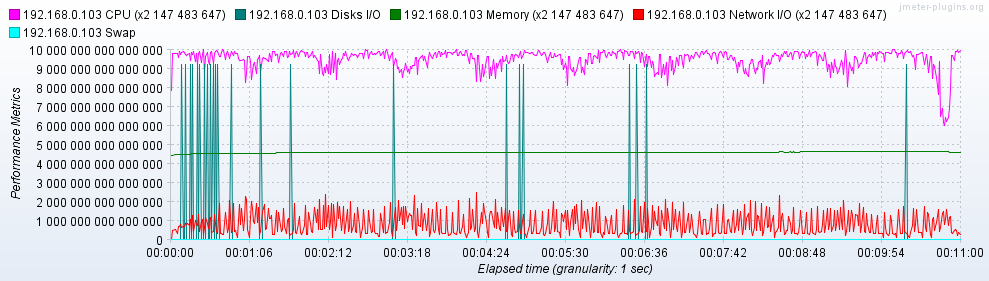 jmeter-plugins.org
192.168.0.103 CPU (x2 147 483 647) 192.168.0.103 Disks I/O 192.168.0.103 Memory (x2 147 483 647) 192.168.0.103 Network I/O (x2 147 483 647)
192.168.0.103 Swap
10 000 000 000 000 000
9 000 000 000 000 000
8 000 000 000 000 000
7 000 000 000 000 000
6 000 000 000 000 000
5 000 000 000 000 000
4 000 000 000 000 000
3 000 000 000 000 000
2 000 000 000 000 000
1 000 000 000 000 000
0
Performance Metrics
00:00:00 00:01:06 00:02:12 00:03:18 00:04:24 00:05:30 00:06:36 00:07:42 00:08:48 00:09:54 00:11:00
Elapsed time (granularity: 1 sec)